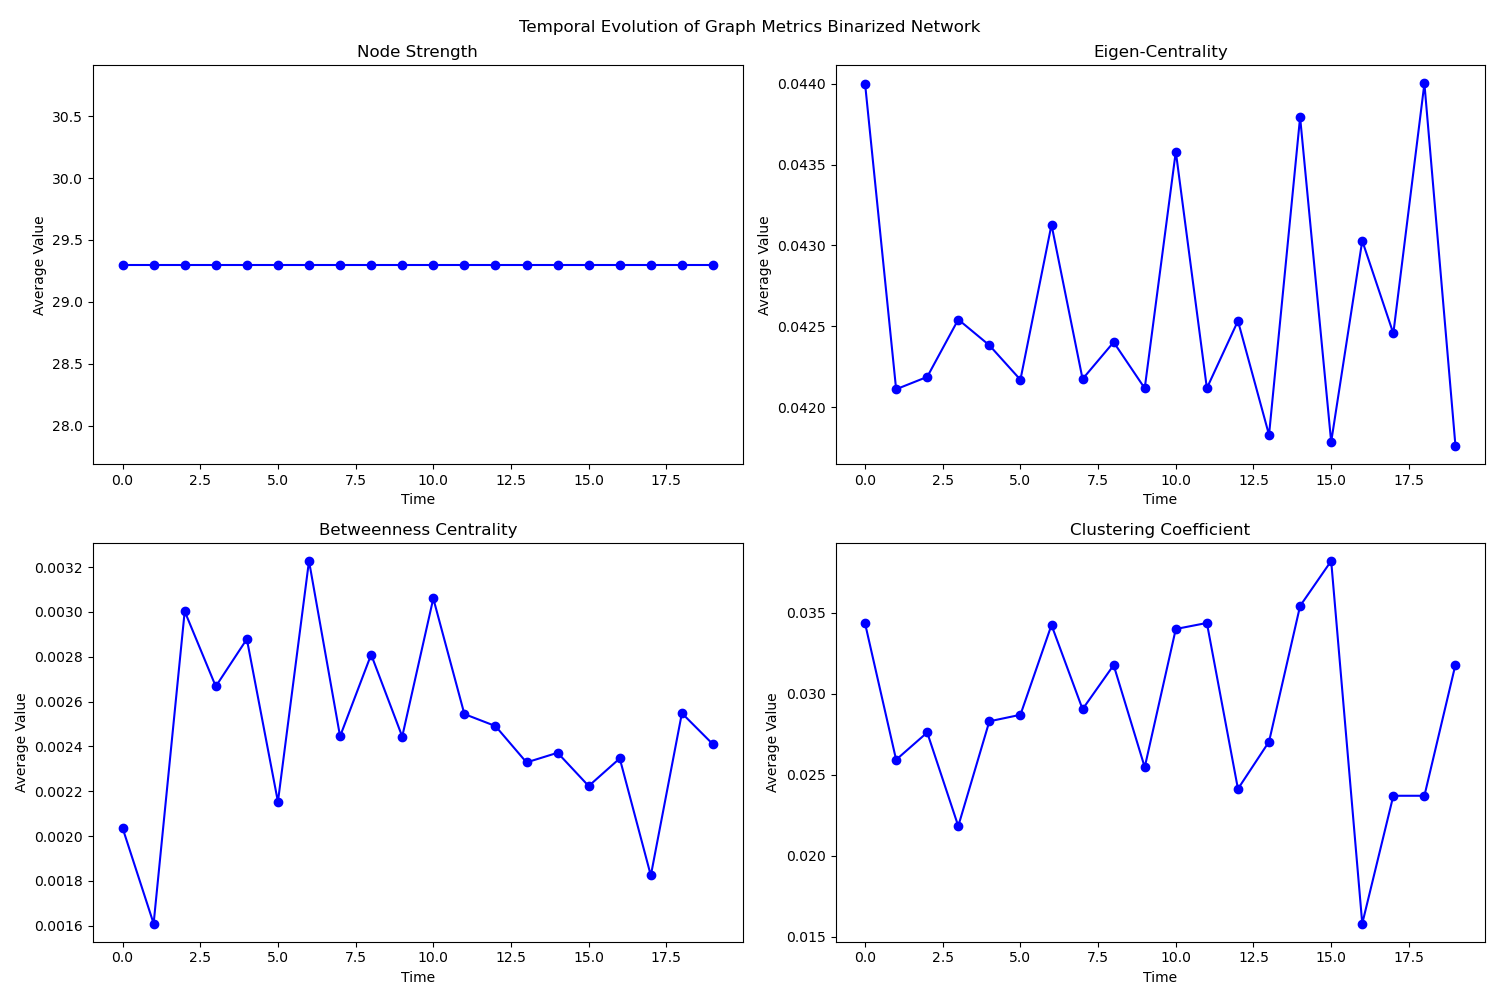 Temporal Evolution of Graph Metrics Binarized Network
Node Strength
Average Value
30.5
30.0
29.5
29.0
28.5
28.0
0.0 2.5 5.0 7.5 10.0 12.5 15.0 17.5
Time
Eigen-Centrality
Average Value
0.0440
0.0435
0.0430
0.0425
0.0420
0.0 2.5 5.0 7.5 10.0 12.5 15.0 17.5
Time
Betweenness Centrality
Average Value
0.0032
0.0030
0.0028
0.0026
0.0024
0.0022
0.0020
0.0018
0.0016
0.0 2.5 5.0 7.5 10.0 12.5 15.0 17.5
Time
Clustering Coefficient
Average Value
0.035
0.030
0.025
0.020
0.015
0.0 2.5 5.0 7.5 10.0 12.5 15.0 17.5
Time